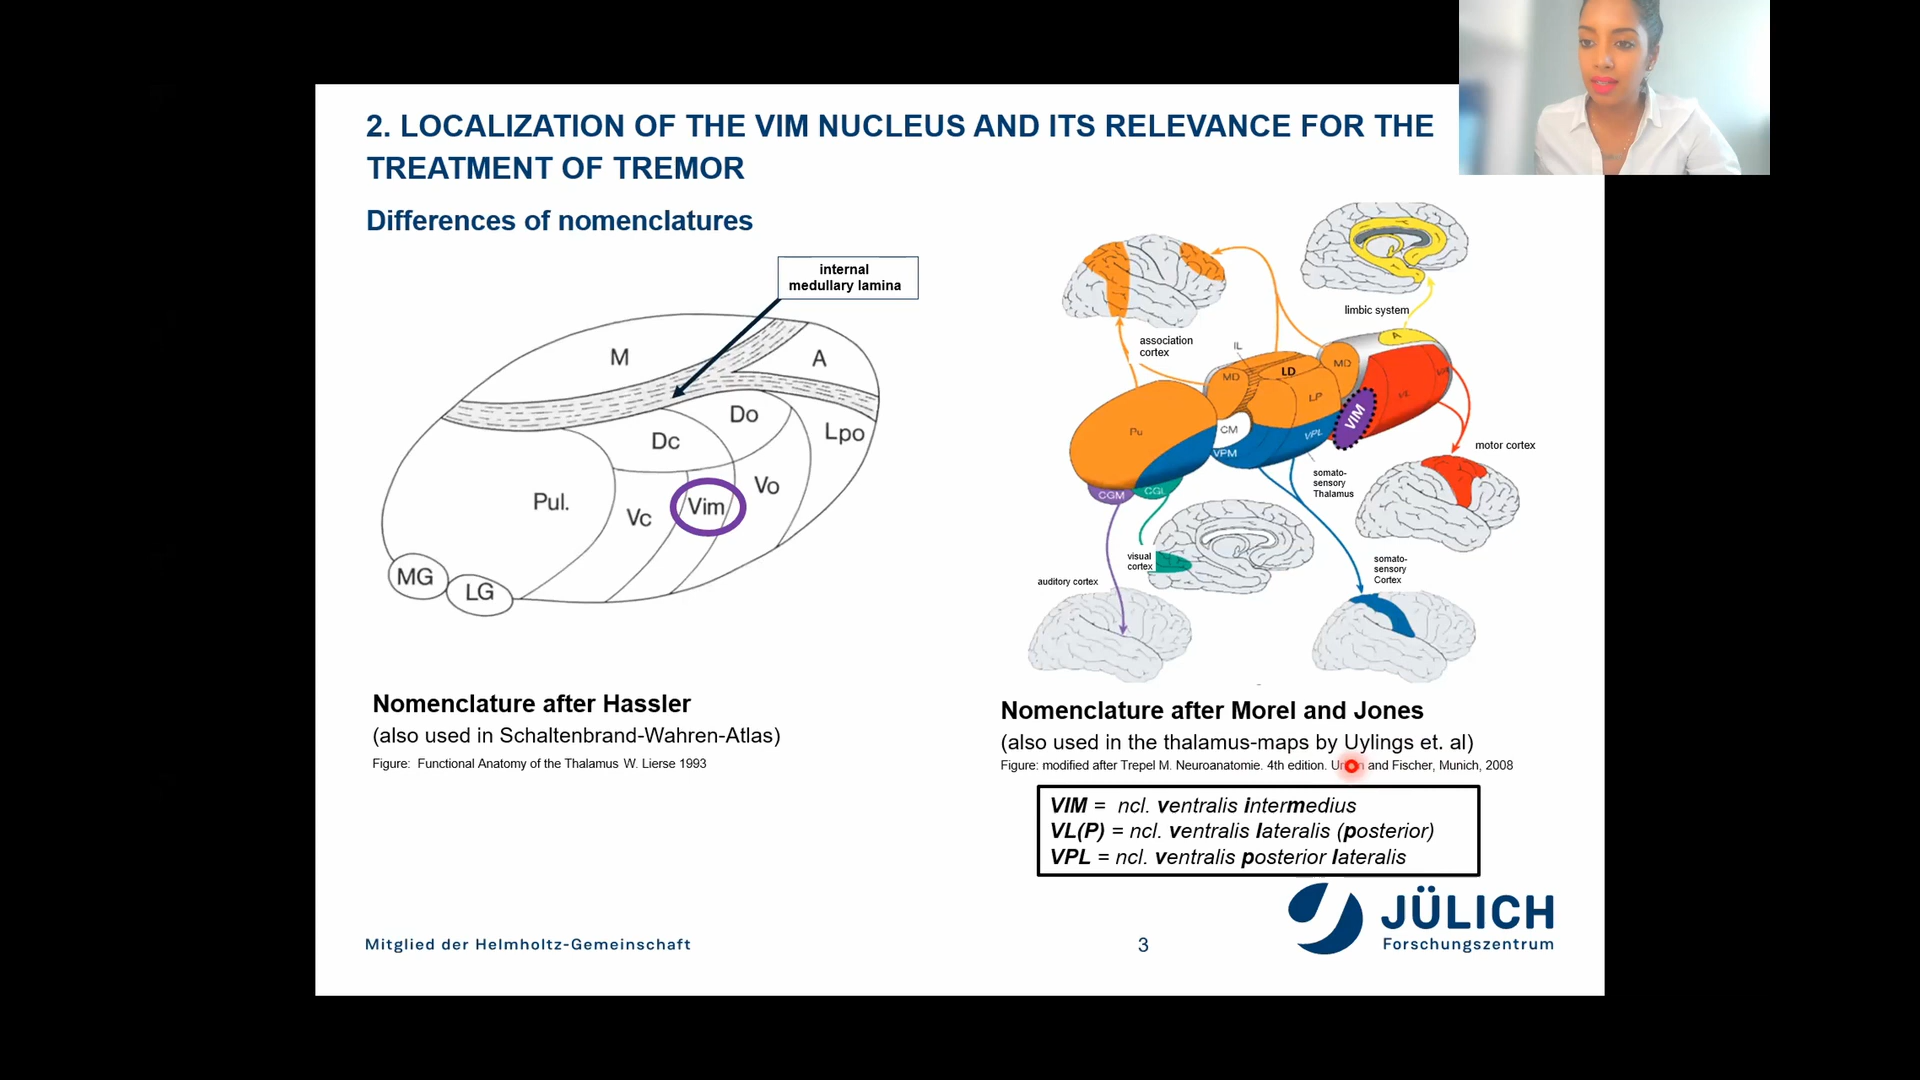 2. LOCALIZATION OF THE VIM NUCLEUS AND ITS RELEVANCE FOR THE
TREATMENT OF TREMOR
Differences of nomenclatures
internal
medullary lamina
M
A
Do
Dc
Lpo
Vo
Pul.
Vc
Vim
MG
LG
Nomenclature after Hassler
(also used in Schaltenbrand-Wahren-Atlas)
Figure: Functional Anatomy of the Thalamus W. Lierse 1993
limbic system
association
cortex
IL
A
MD
LD
MD
LP
VL
Pu
CM
VPL
VIM
VPM
motor cortex
somato-
sensory
Thalamus
CGM
CGL
visual
cortex
auditory cortex
somato-
sensory
Cortex
Nomenclature after Morel and Jones
(also used in the thalamus-maps by Uylings et. al)
Figure: modified after Trepel M. Neuroanatomie. 4th edition. and Fischer, Munich, 2008
VIM = ncl. ventralis intermedius
VL(P) = ncl. ventralis lateralis (posterior)
VPL = ncl. ventralis posterior lateralis
JÜLICH
Forschungszentrum
Mitglied der Helmholtz-Gemeinschaft
3